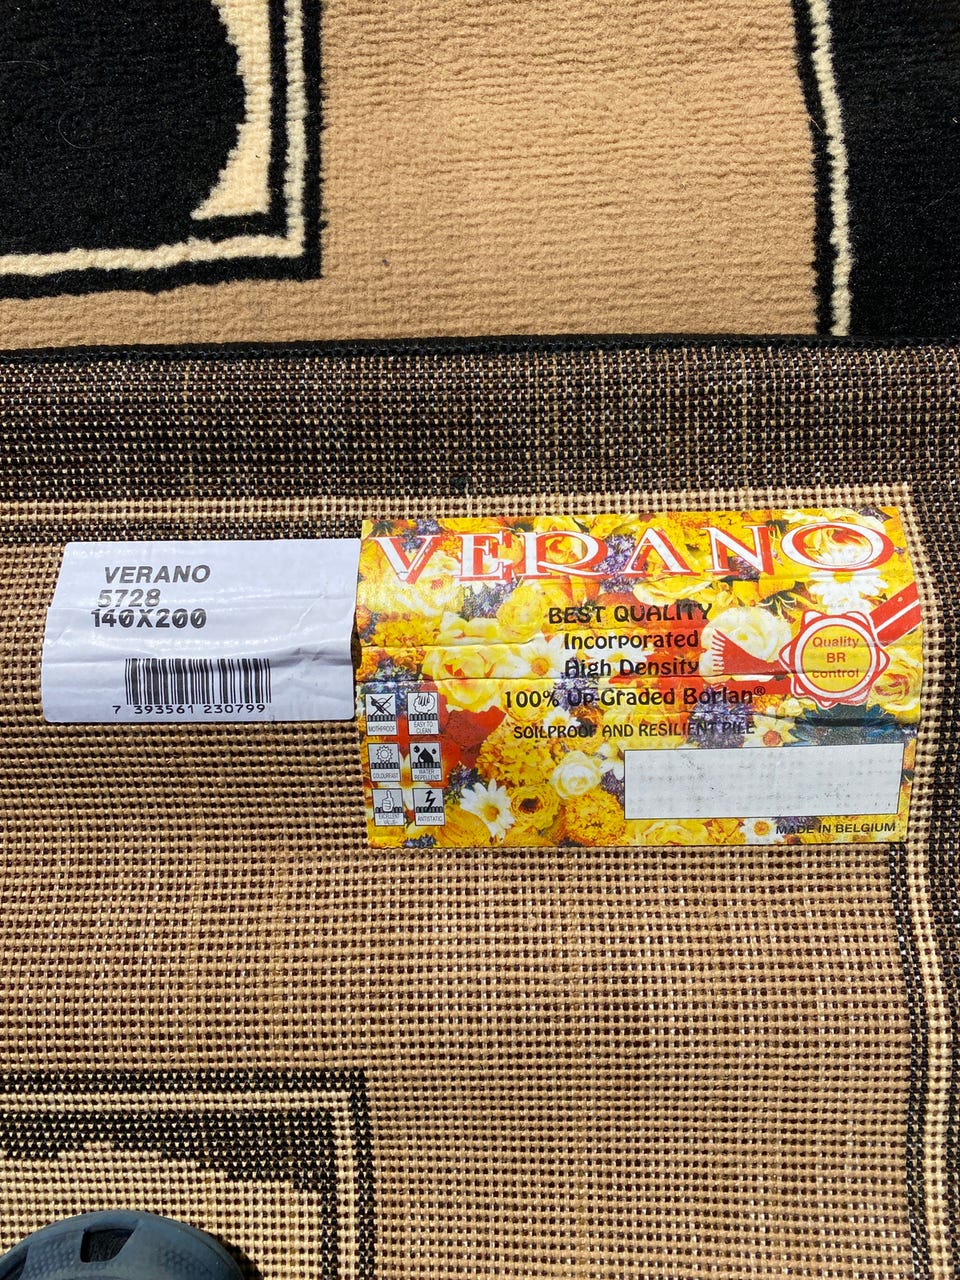 VERANO
5728
140X200
7 393561 230799
VERANO
BEST QUALITY
Incorporated
High Density
100% Up-Graded Borlan®
SOILPROOF AND RESILIENT PILE
Quality
BR
control
MOTHPROOF
EASY TO
CLEAN
COLOURFAST
WATER
REPELLENT
EXCELLENT
VALUE
ANTISTATIC
MADE IN BELGIUM